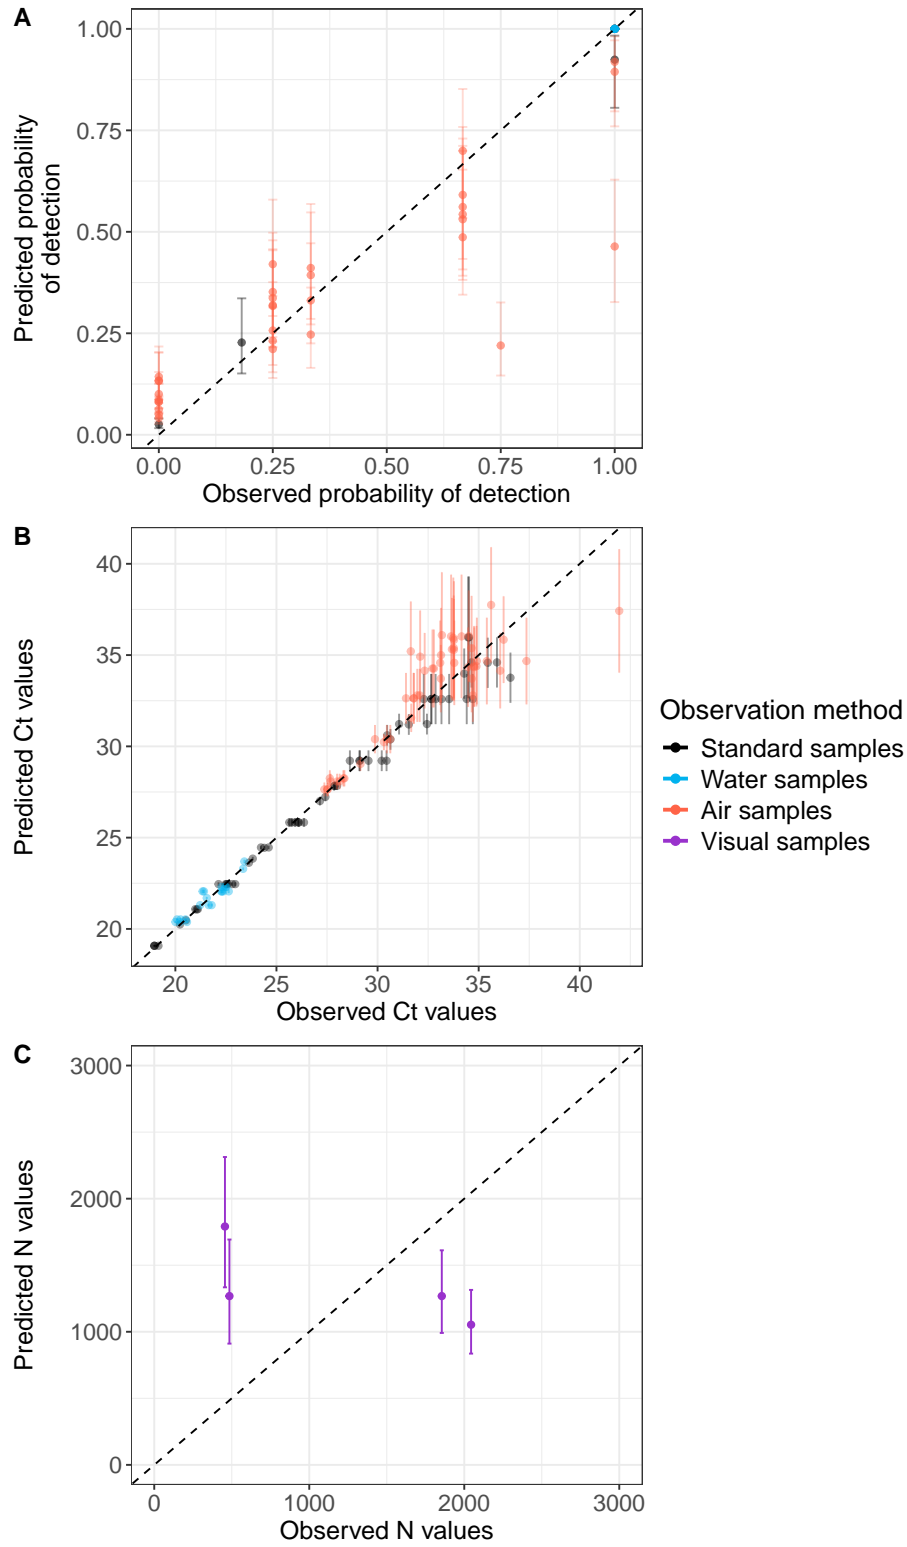 A
Predicted probability
of detection
1.00
0.75
0.50
0.25
0.00
0.00 0.25 0.50 0.75 1.00
Observed probability of detection
B
Predicted Ct values
40
35
30
25
20
20 25 30 35 40
Observed Ct values
Observation method
Standard samples
Water samples
Air samples
Visual samples
C
Predicted N values
3000
2000
1000
0
0 1000 2000 3000
Observed N values